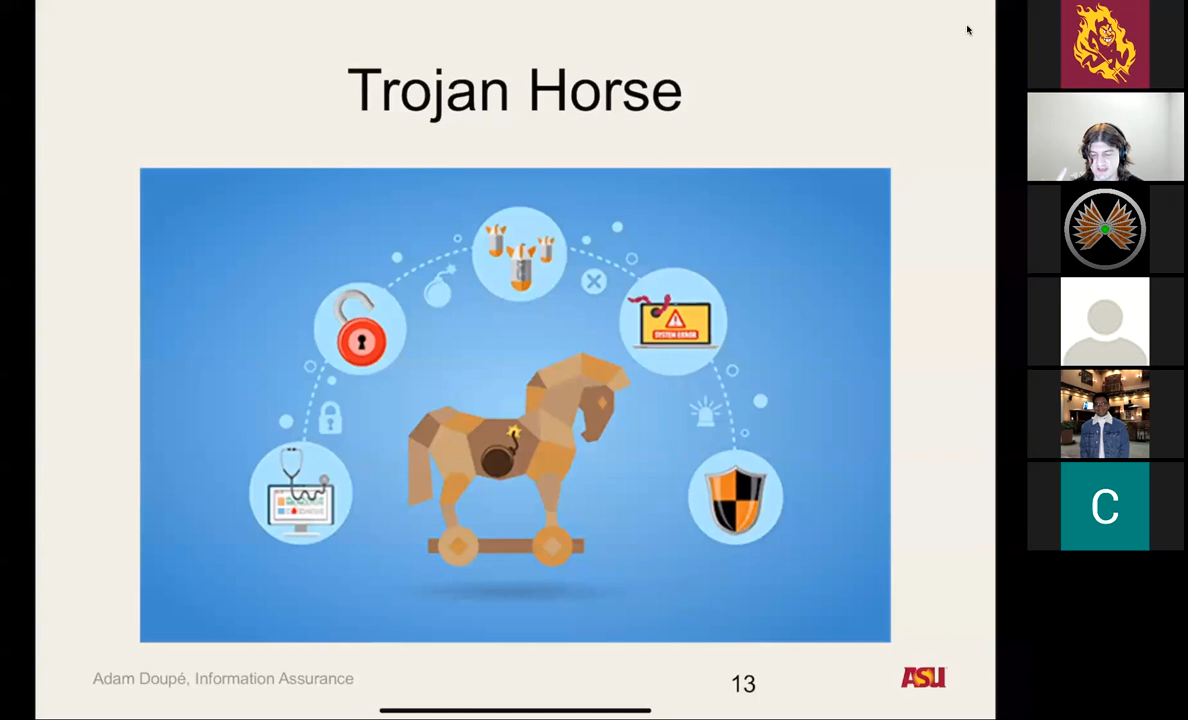 Trojan Horse
SYSTEM ERROR
Adam Doupé, Information Assurance
13
ASU
C